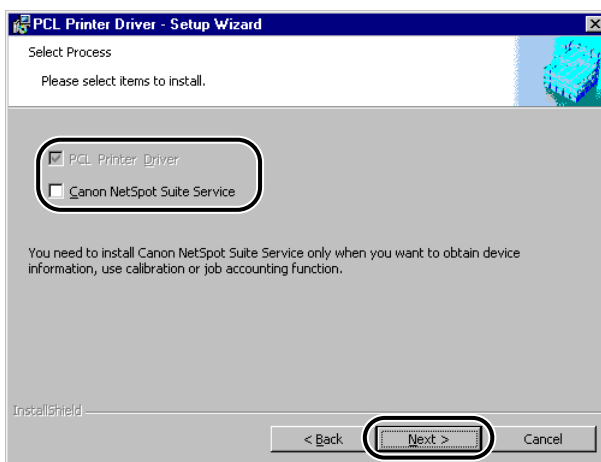 PCL Printer Driver - Setup Wizard
Select Process
Please select items to install.
PCL Printer Driver
Canon NetSpot Suite Service
You need to install Canon NetSpot Suite Service only when you want to obtain device
information, use calibration or job accounting function.
InstallShield
< Back Next > Cancel